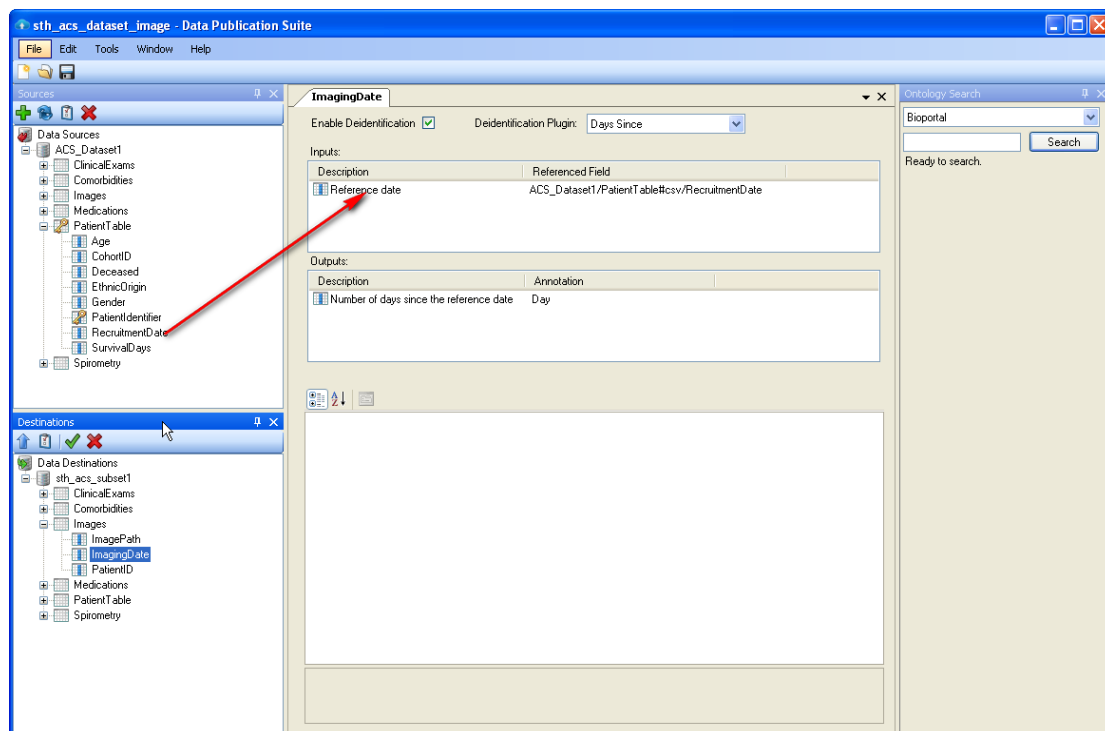 sth_acs_dataset_image - Data Publication Suite
File Edit Tools Window Help
Sources
Data Sources
ACS_Dataset1
ClinicalExams
Comorbidities
Images
Medications
PatientTable
Age
CohortID
Deceased
EthnicOrigin
Gender
PatientIdentifier
RecruitmentDate
SurvivalDays
Spirometry
Destinations
Data Destinations
sth_acs_subset1
ClinicalExams
Comorbidities
Images
ImagePath
ImagingDate
PatientID
Medications
PatientTable
Spirometry
ImagingDate
Enable Deidentification Deidentification Plugin: Days Since
Inputs:
Description Referenced Field
Reference date ACS_Dataset1/PatientTable#csv/RecruitmentDate
Outputs:
Description Annotation
Number of days since the reference date Day
Ontology Search
Bioportal
Search
Ready to search.